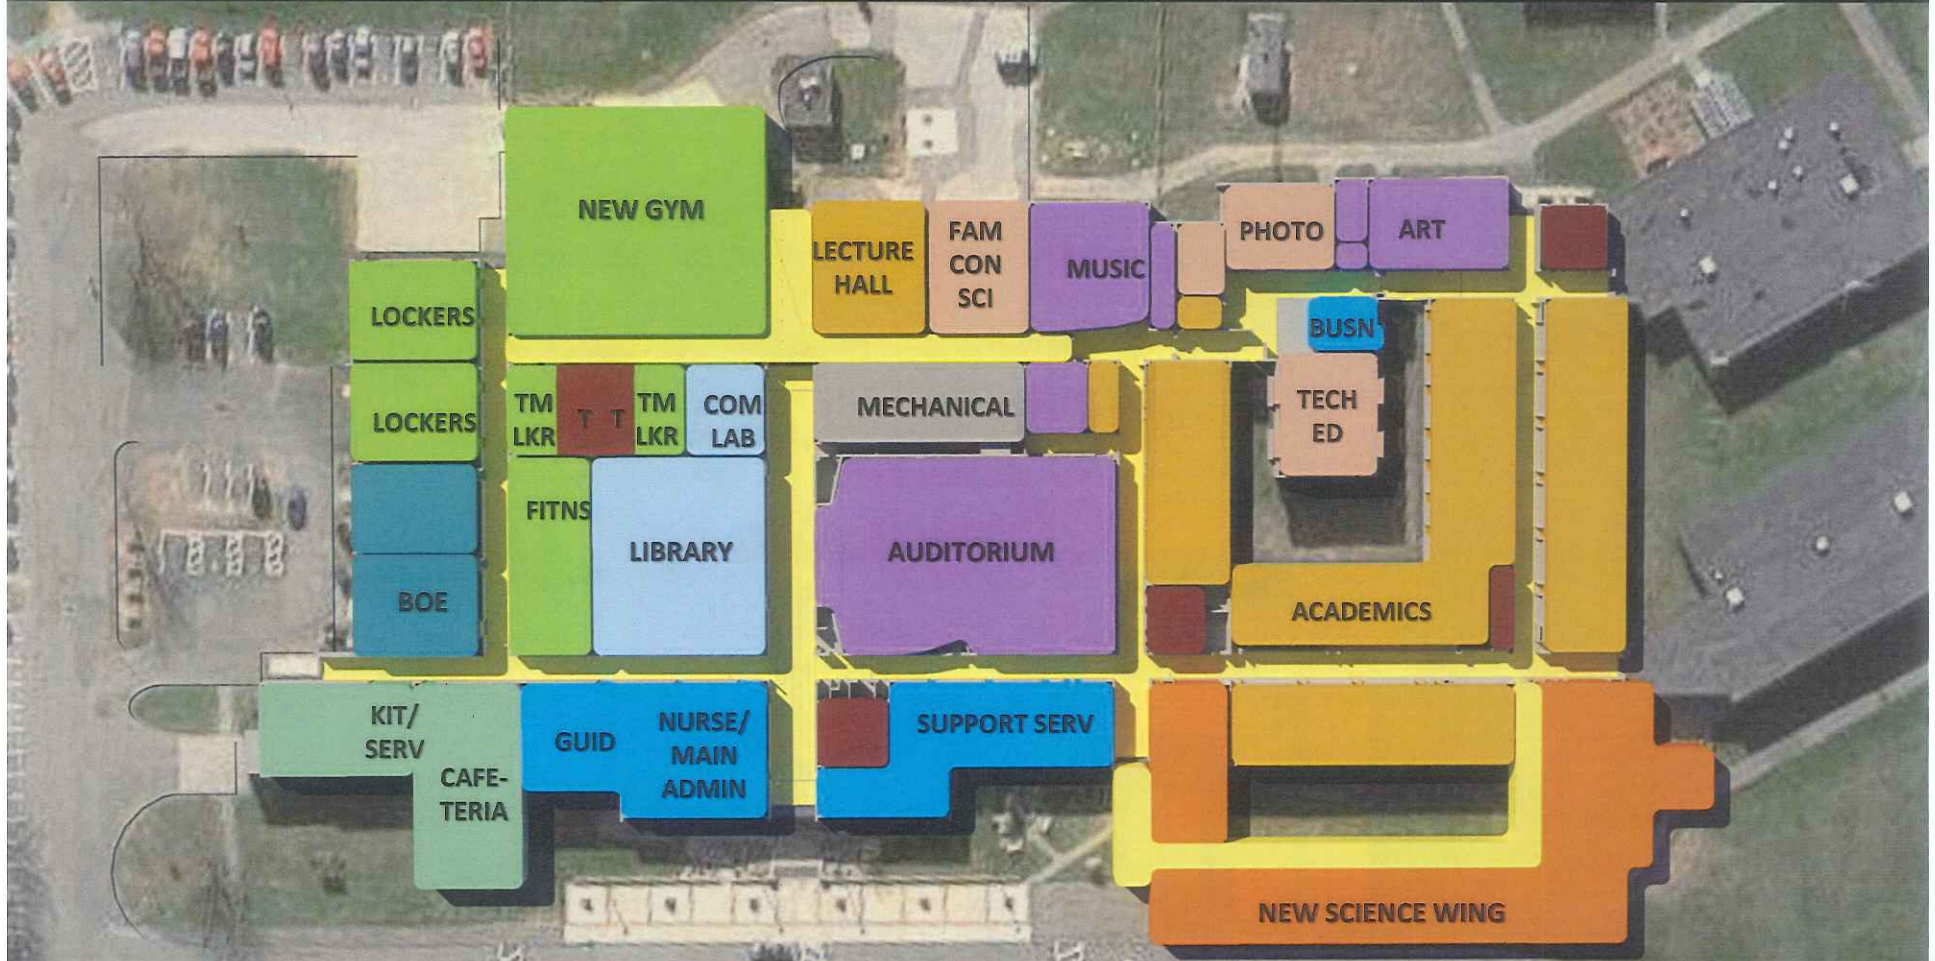 NEW GYM
LECTURE
HALL
FAM
CON
SCI
MUSIC
PHOTO
ART
LOCKERS
BUSN
LOCKERS
TM
LKR
T T
TM
LKR
COM
LAB
MECHANICAL
TECH
ED
FITNS
LIBRARY
AUDITORIUM
BOE
ACADEMICS
KIT/
SERV
CAFE-
TERIA
GUID
NURSE/
MAIN
ADMIN
SUPPORT SERV
NEW SCIENCE WING